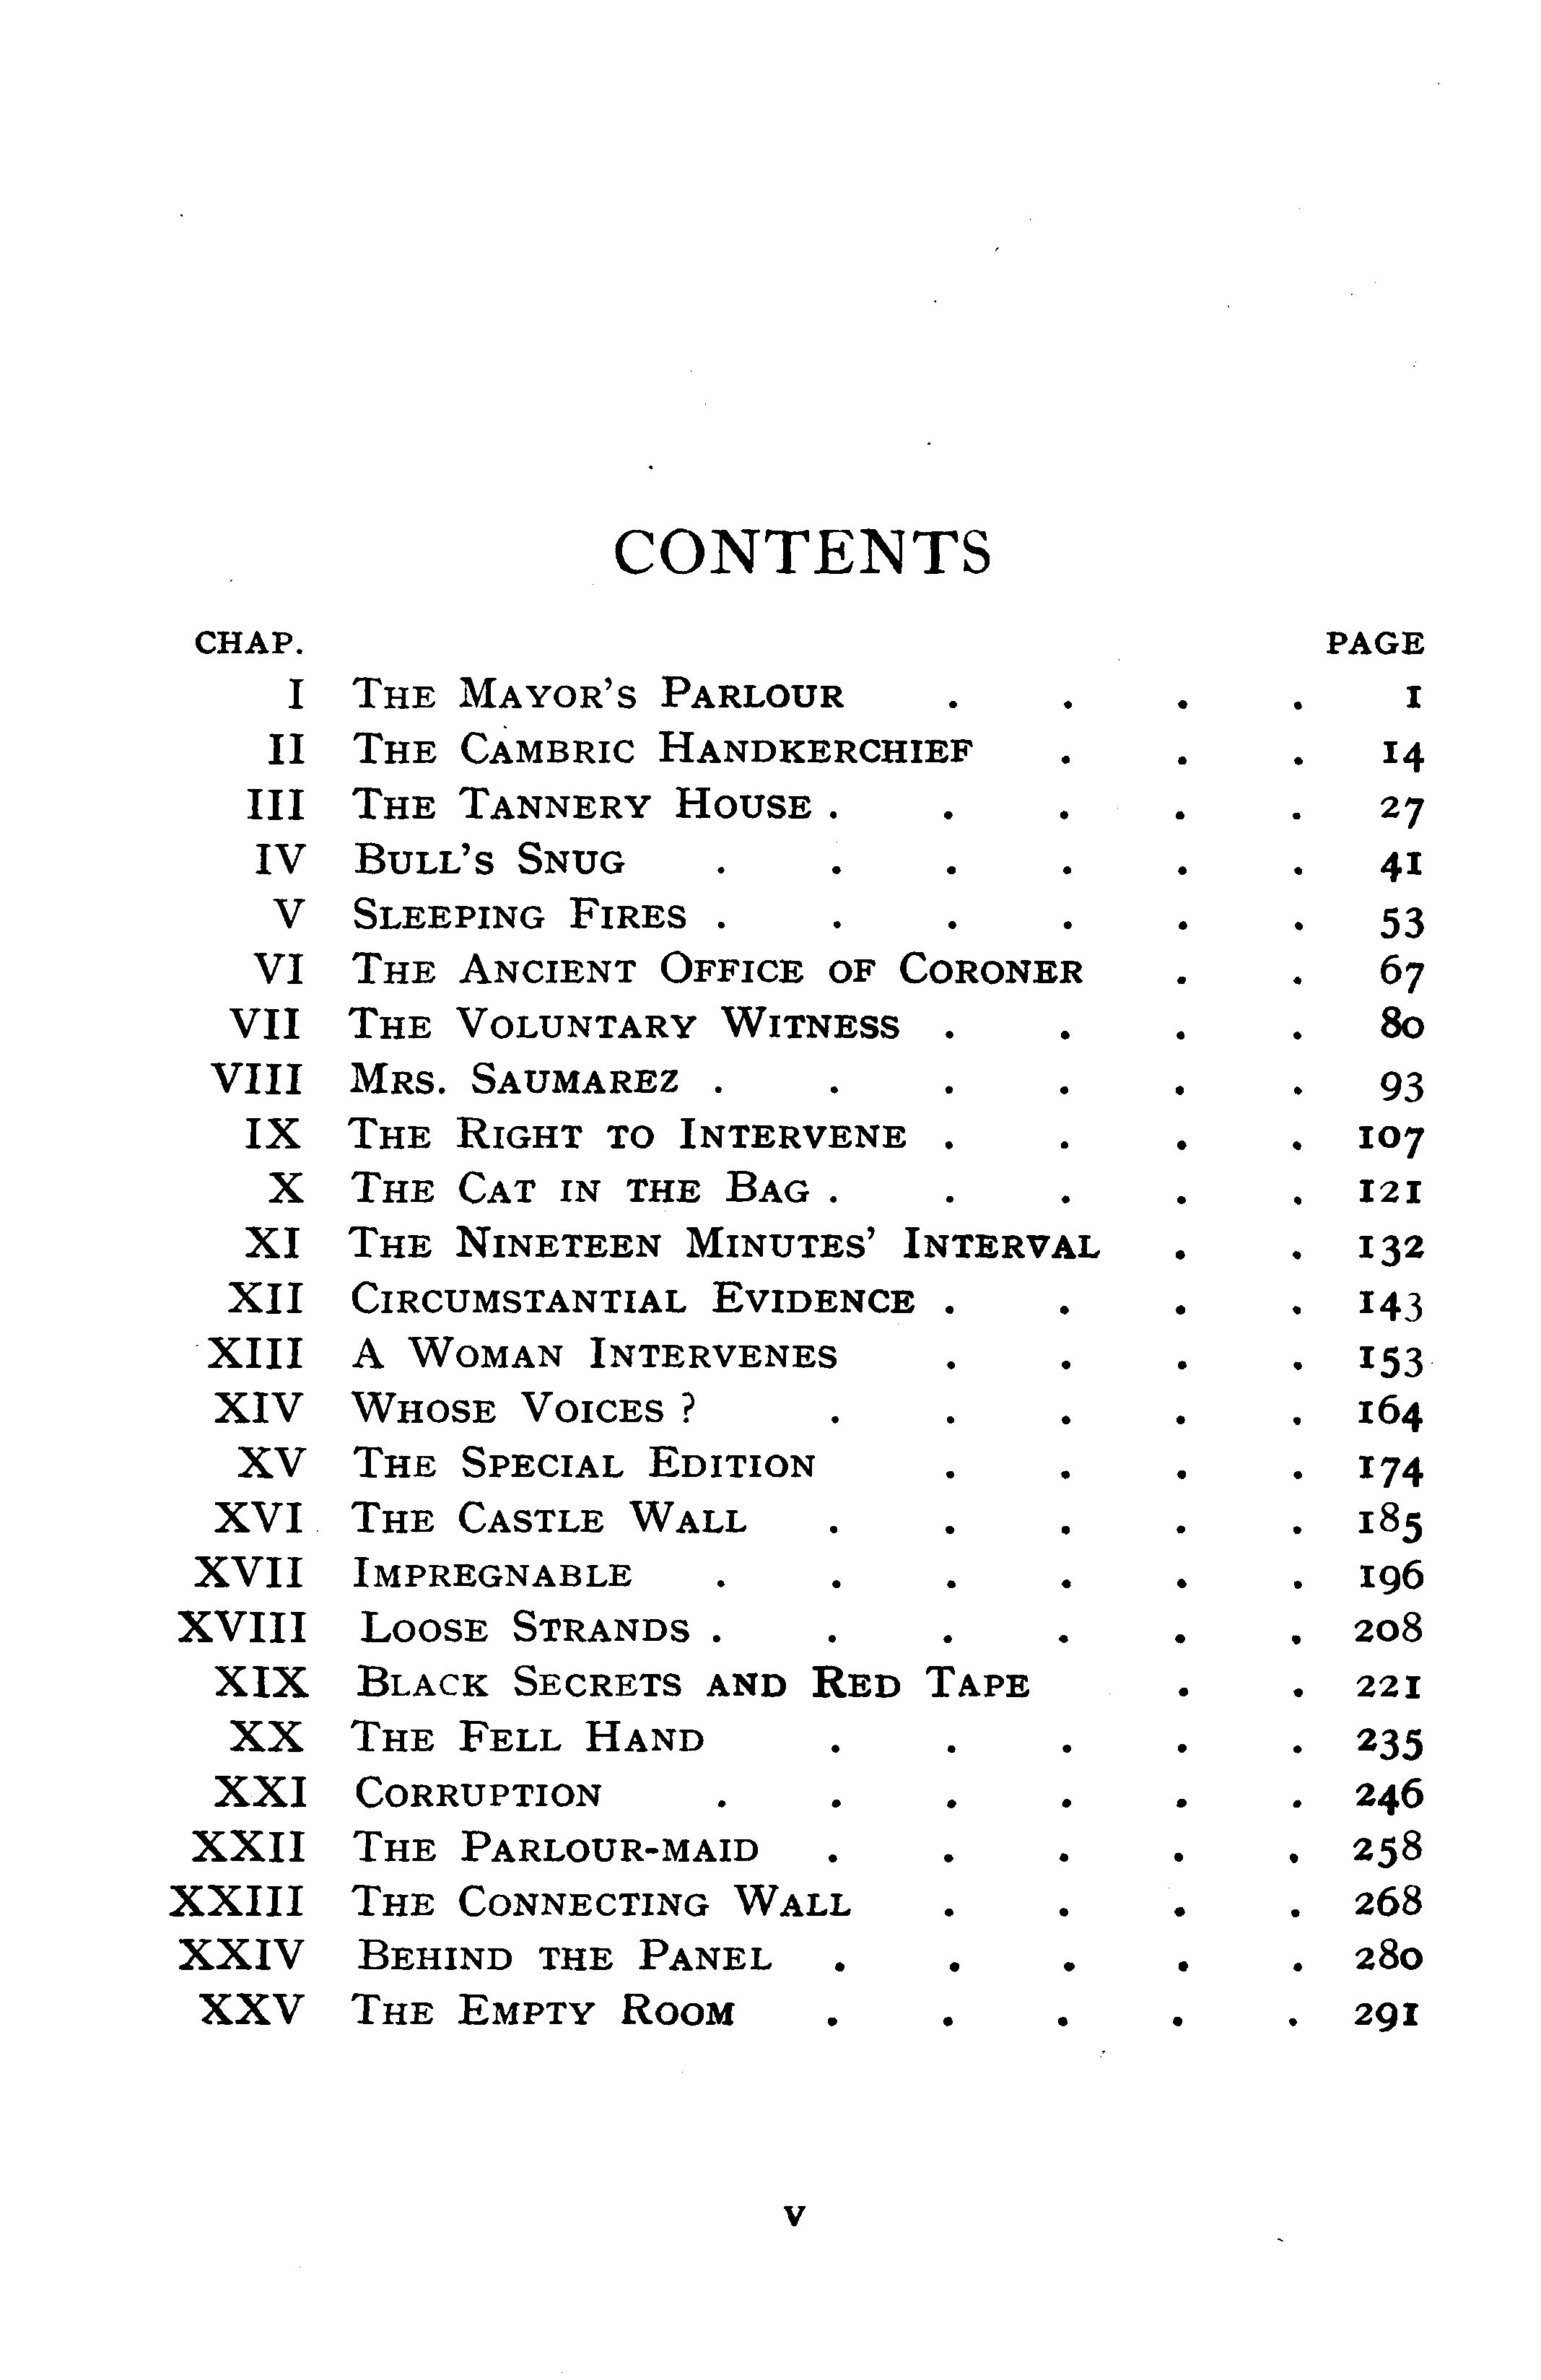 CONTENTS
CHAP. PAGE
I The Mayor's Parlour . . . . 1
II The Cambric Handkerchief . . . 14
III The Tannery House . . . . . 27
IV Bull's Snug . . . . . . 41
V Sleeping Fires . . . . . . 53
VI The Ancient Office of Coroner . . 67
VII The Voluntary Witness . . . . 80
VIII Mrs. Saumarez . . . . . . 93
IX The Right to Intervene . . . . 107
X The Cat in the Bag . . . . . 121
XI The Nineteen Minutes' Interval . . 132
XII Circumstantial Evidence . . . . 143
XIII A Woman Intervenes . . . . 153
XIV Whose Voices ? . . . . . 164
XV The Special Edition . . . . 174
XVI The Castle Wall . . . . . 185
XVII Impregnable . . . . . . 196
XVIII Loose Strands . . . . . . 208
XIX Black Secrets and Red Tape . . 221
XX The Fell Hand . . . . . 235
XXI Corruption . . . . . . 246
XXII The Parlour-maid . . . . . 258
XXIII The Connecting Wall . . . . 268
XXIV Behind the Panel . . . . . 280
XXV The Empty Room . . . . . 291
v